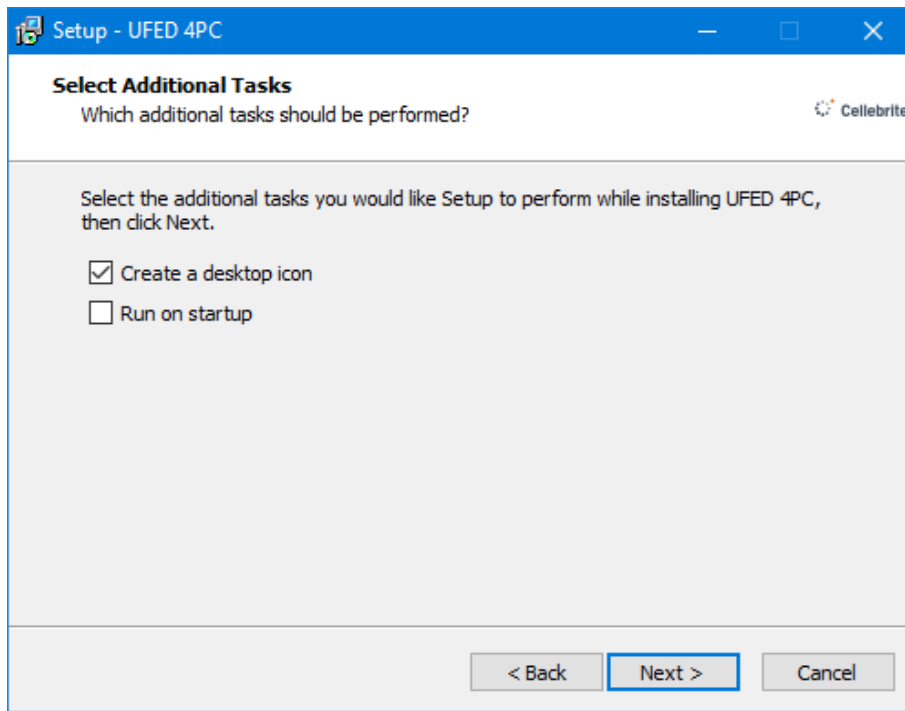 Setup - UFED 4PC
Select Additional Tasks
Which additional tasks should be performed?
Cellebrite
Select the additional tasks you would like Setup to perform while installing UFED 4PC,
then click Next.
Create a desktop icon
Run on startup
< Back
Next >
Cancel